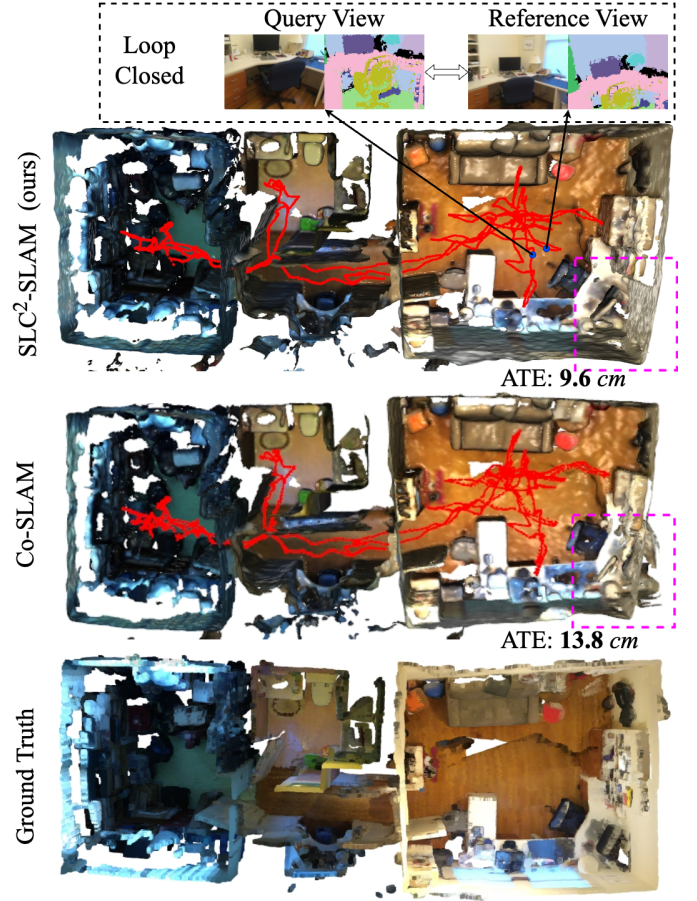 Query View
Reference View
Loop
Closed
SLC²-SLAM (ours)
ATE: 9.6 cm
Co-SLAM
ATE: 13.8 cm
Ground Truth